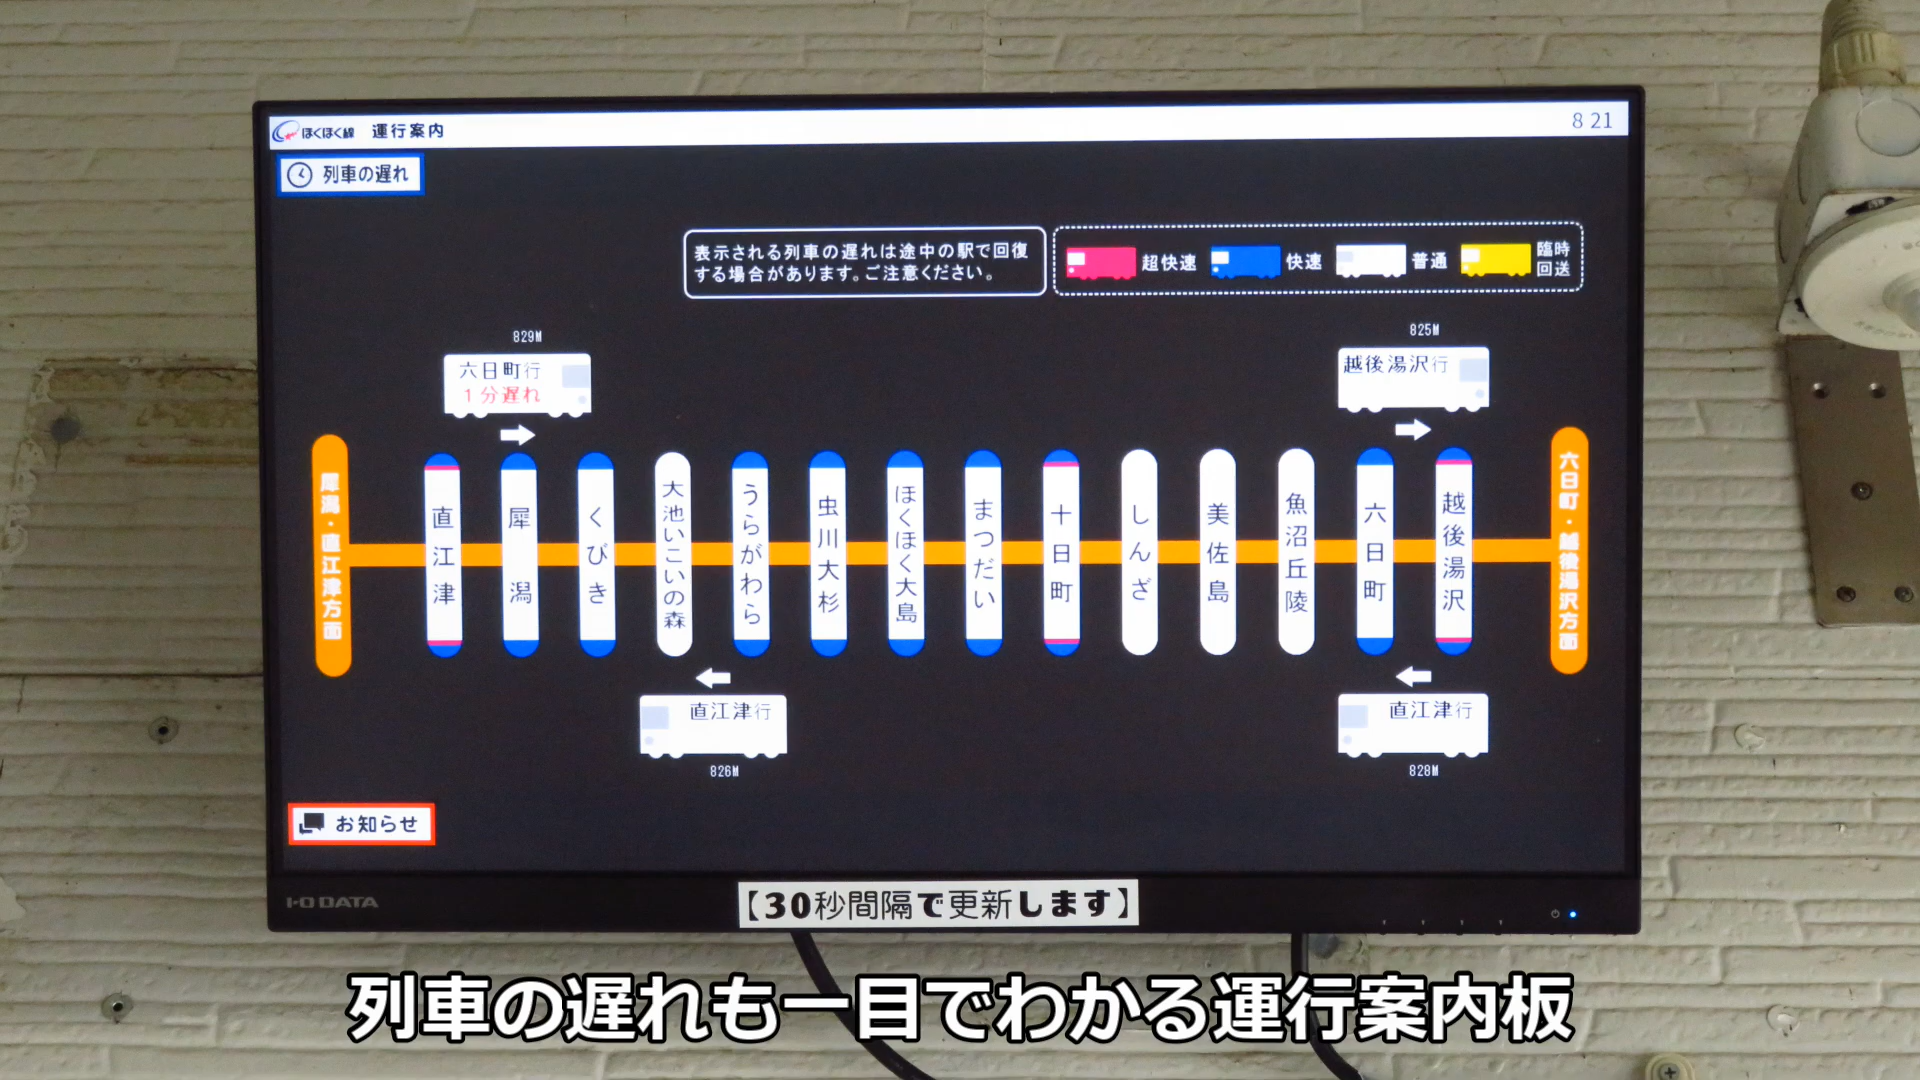 ほくほく線 運行案内
8 21
列車の遅れ
表示される列車の遅れは途中の駅で回復
する場合があります。ご注意ください。
超快速
快速
普通
臨時
回送
829M
六日町行
1分遅れ
825M
越後湯沢行
犀潟・直江津方面
直江津
犀潟
くびき
大池いこいの森
うらがわら
虫川大杉
ほくほく大島
まつだい
十日町
しんざ
美佐島
魚沼丘陵
六日町
越後湯沢
六日町・越後湯沢方面
直江津行
826M
直江津行
828M
お知らせ
I-O DATA
【30秒間隔で更新します】
列車の遅れも一目でわかる運行案内板